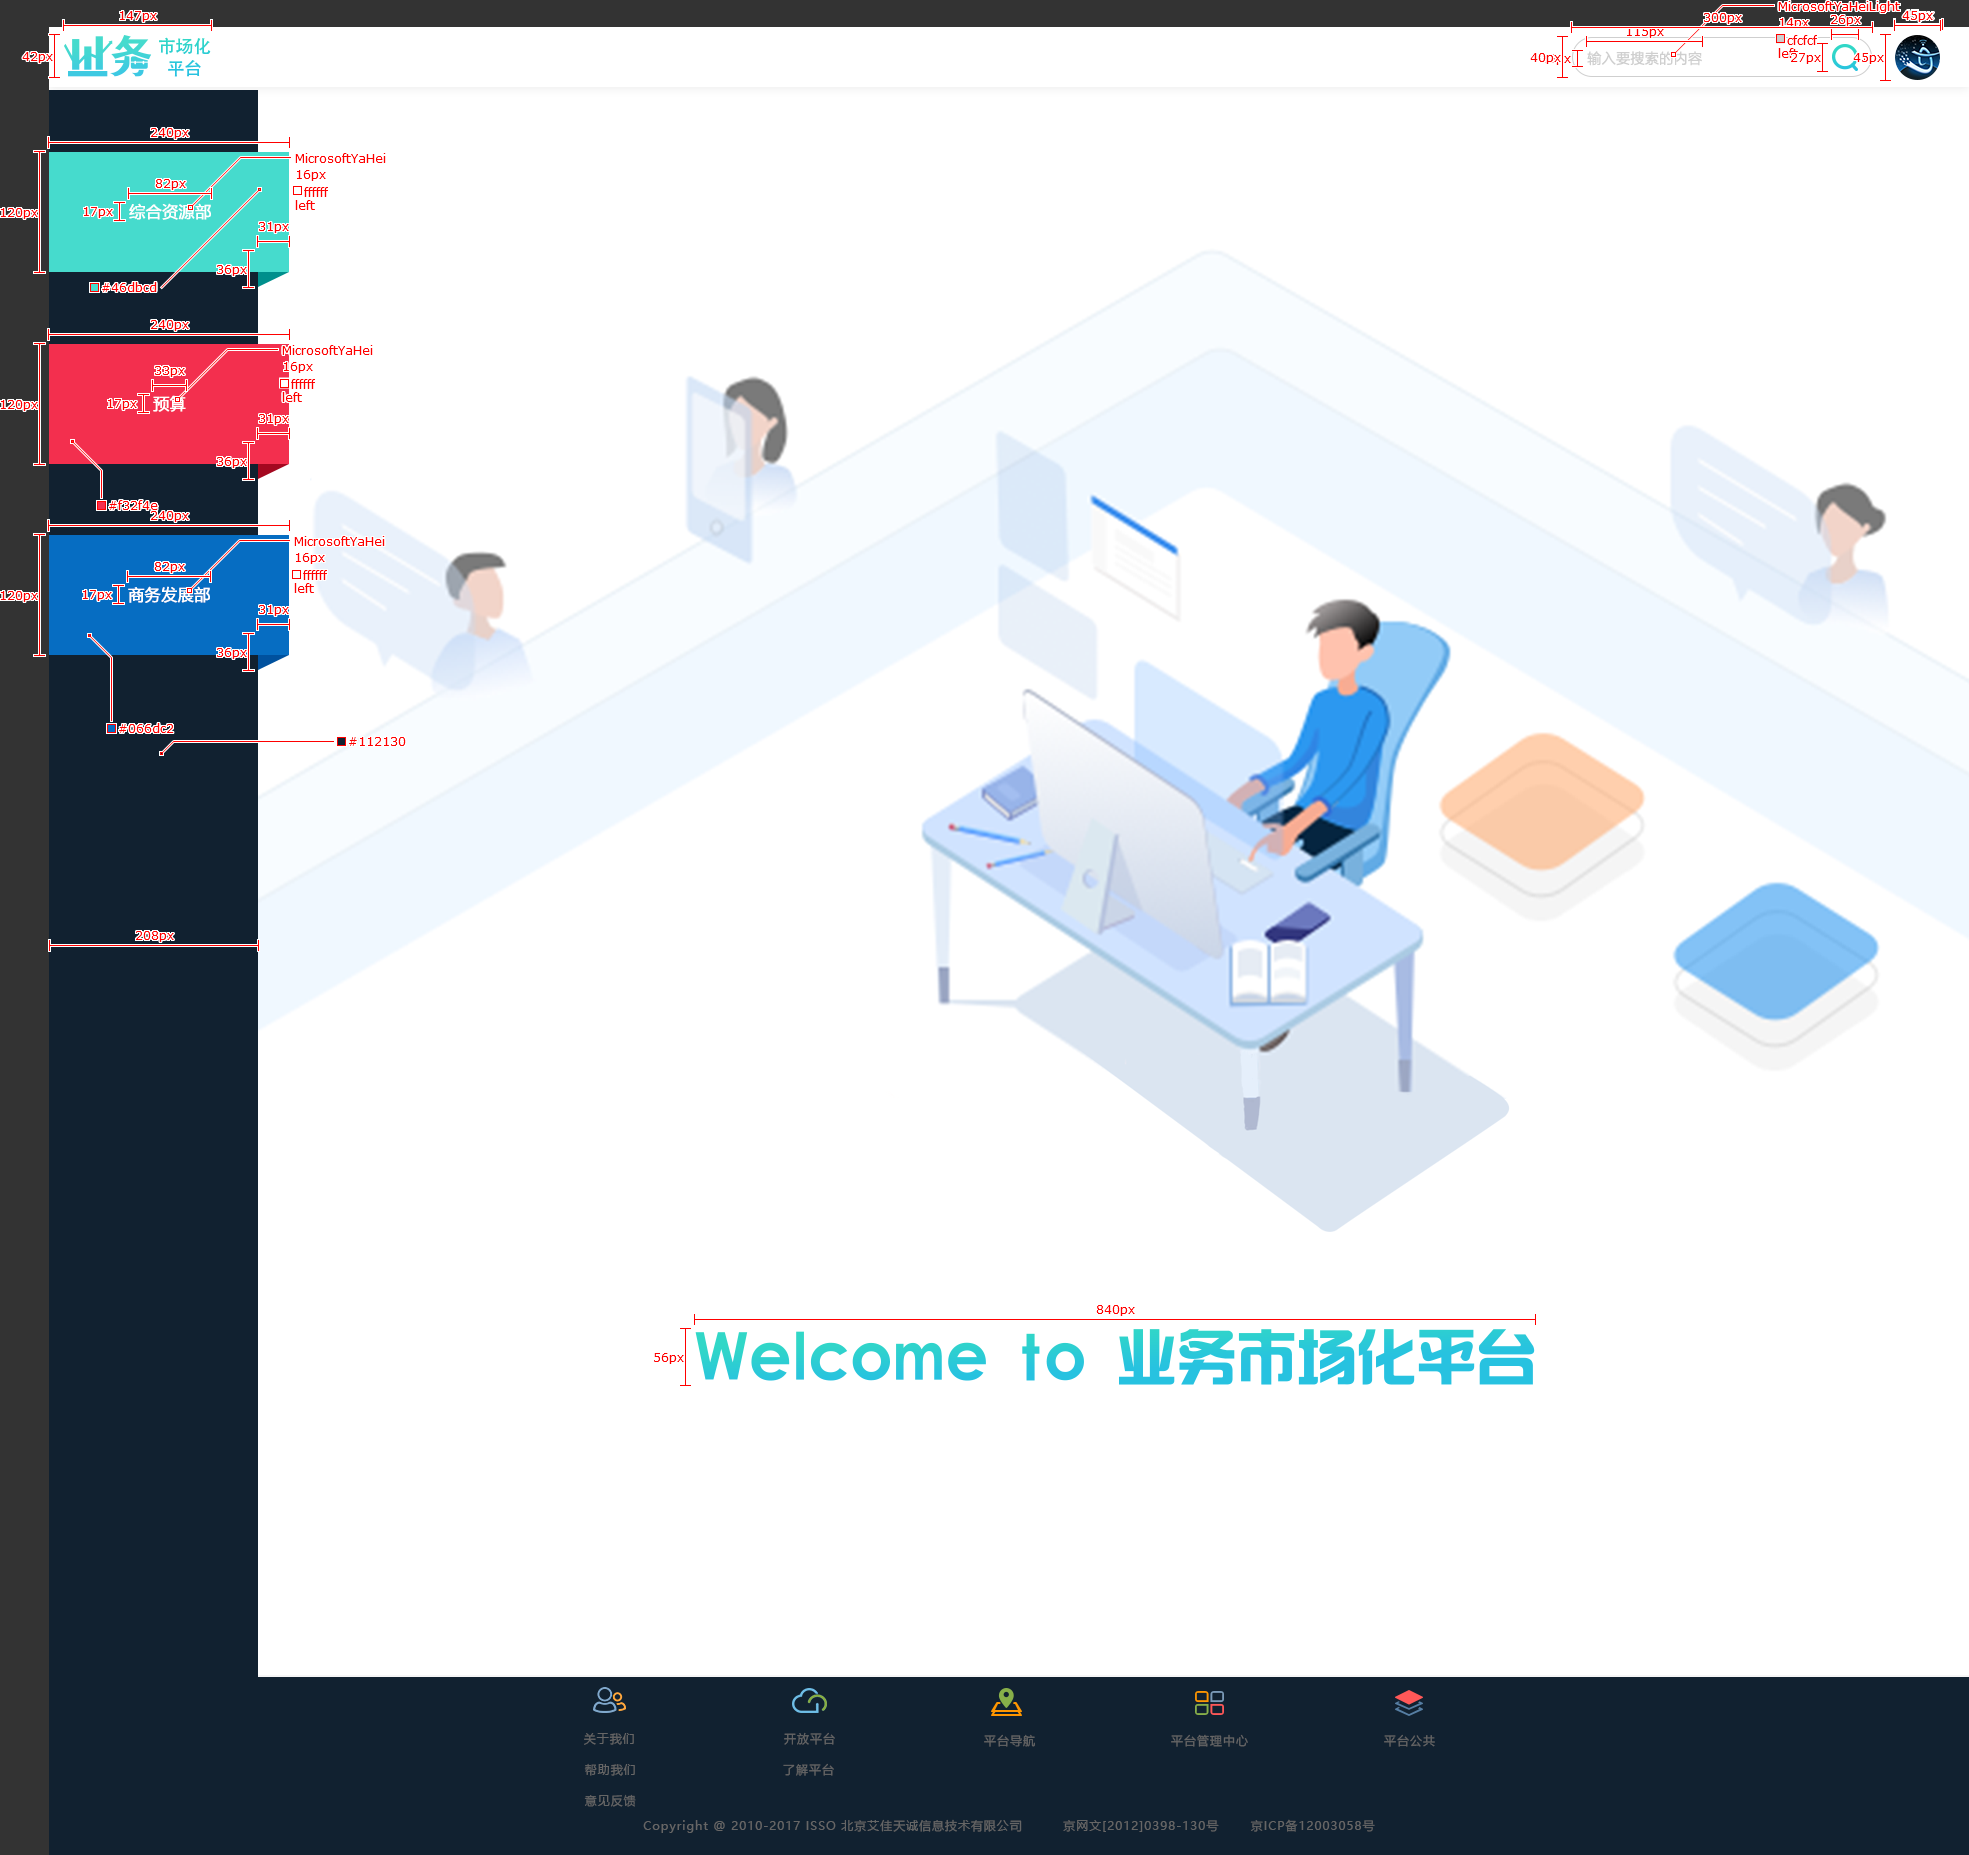 147px
MicrosoftYaHeiLight
300px
14px
26px
45px
42px
业务 市场化
平台
115px
cfcfcf
left
40px
x
输入要搜索的内容
27px
45px
240px
MicrosoftYaHei
16px
ffffff
left
82px
120px
17px
综合资源部
31px
36px
#46dbcd
240px
MicrosoftYaHei
16px
ffffff
left
33px
120px
17px
预算
31px
36px
#f32f4e
240px
MicrosoftYaHei
16px
ffffff
left
82px
120px
17px
商务发展部
31px
36px
#066dc2
#112130
208px
840px
56px
Welcome to 业务市场化平台
关于我们
开放平台
平台导航
平台管理中心
平台公共
帮助我们
了解平台
意见反馈
Copyright @ 2010-2017 ISSO 北京艾佳天诚信息技术有限公司 京网文[2012]0398-130号 京ICP备12003058号